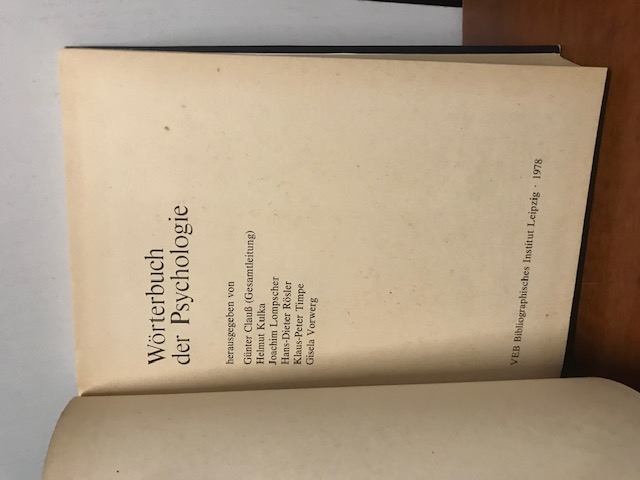 Wörterbuch
der Psychologie
herausgegeben von
Günter Clauß (Gesamtleitung)
Helmut Kulka
Joachim Lompscher
Hans-Dieter Rösler
Klaus-Peter Timpe
Gisela Vorwerg
VEB Bibliographisches Institut Leipzig · 1978